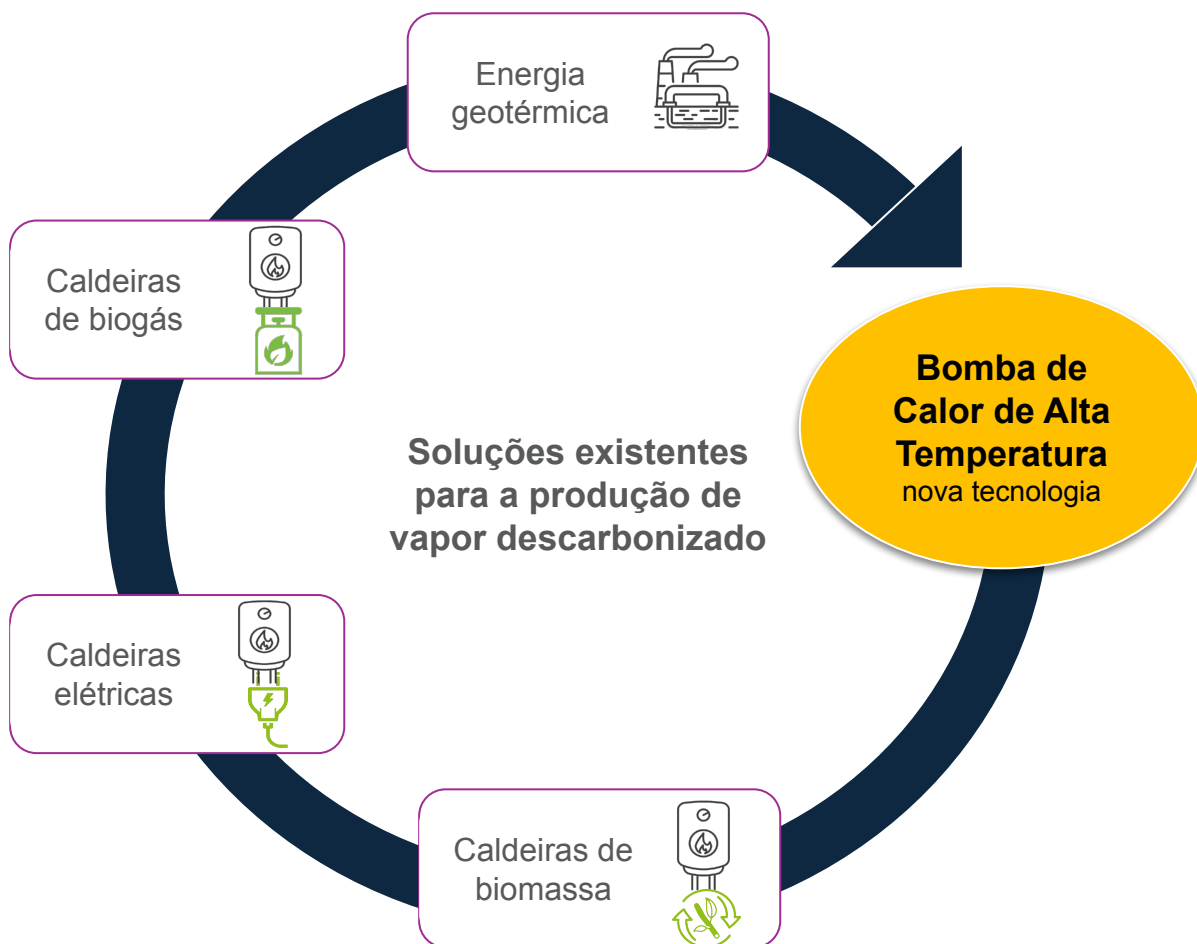 Energia
geotérmica
Caldeiras
de biogás
Bomba de
Calor de Alta
Temperatura
nova tecnologia
Soluções existentes
para a produção de
vapor descarbonizado
Caldeiras
elétricas
Caldeiras de
biomassa